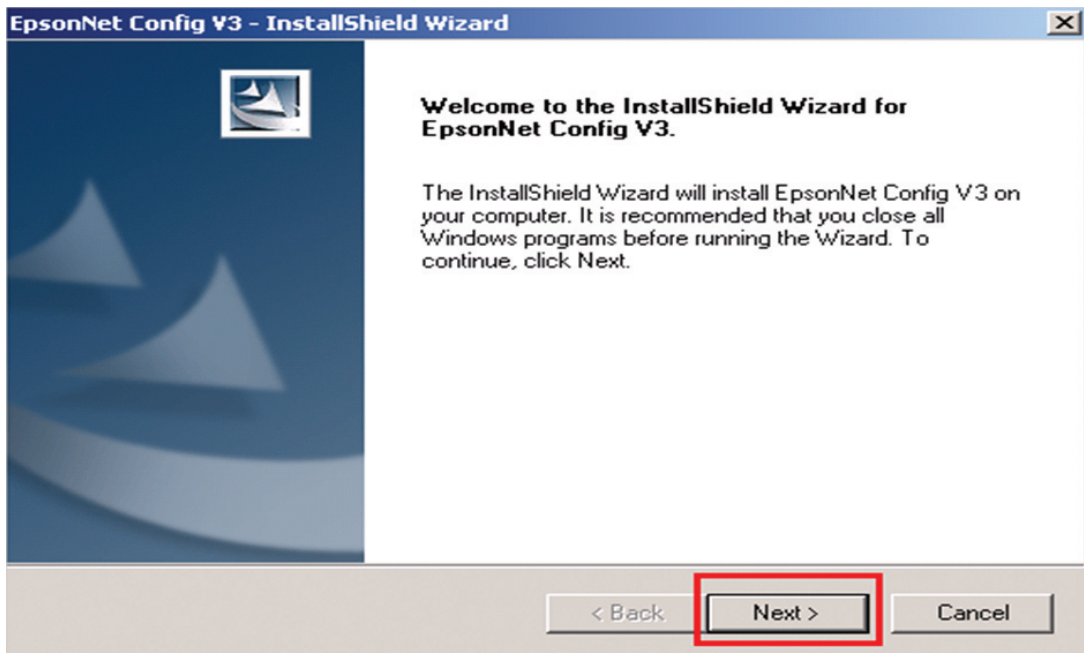 EpsonNet Config V3 - InstallShield Wizard
Welcome to the InstallShield Wizard for
EpsonNet Config V3.
The InstallShield Wizard will install EpsonNet Config V3 on
your computer. It is recommended that you close all
Windows programs before running the Wizard. To
continue, click Next.
< Back Next > Cancel